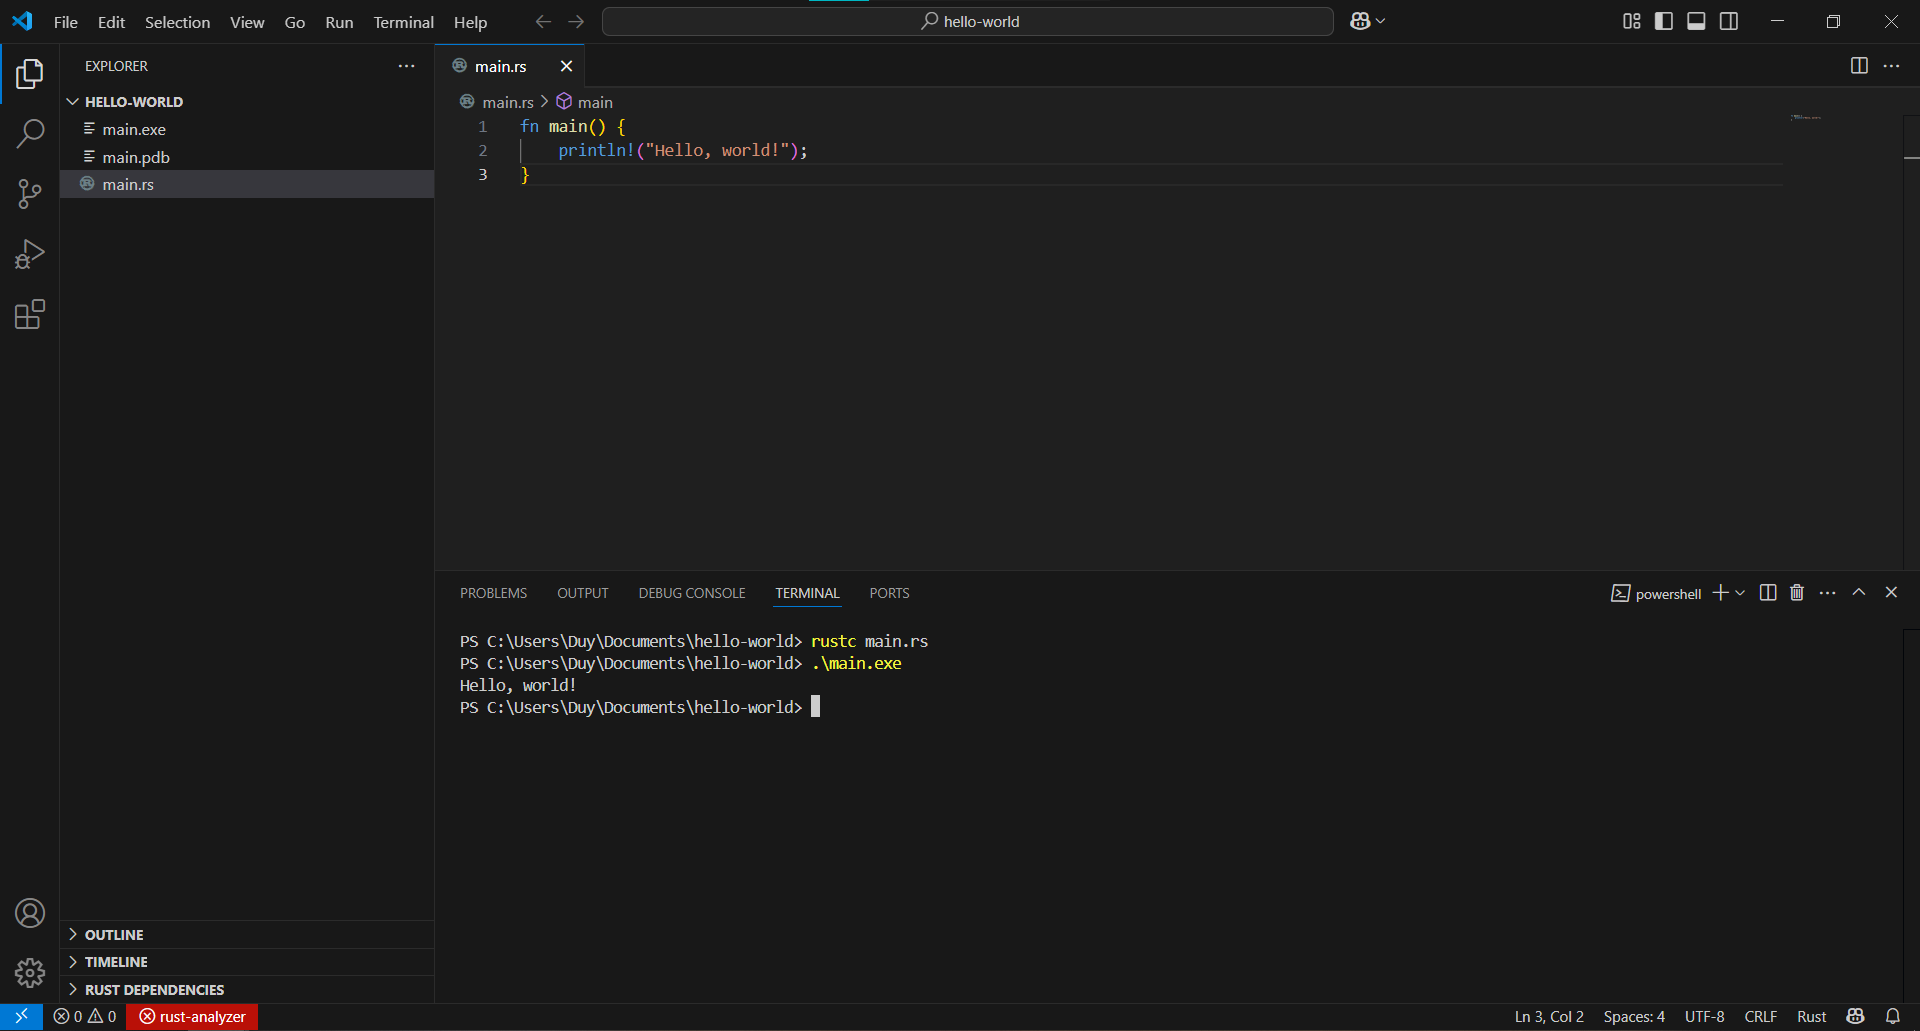 File Edit Selection View Go Run Terminal Help
hello-world
EXPLORER
HELLO-WORLD
main.exe
main.pdb
main.rs
main.rs
main.rs > main
1 fn main() {
2     println!("Hello, world!");
3 }
PROBLEMS OUTPUT DEBUG CONSOLE TERMINAL PORTS
powershell
PS C:\Users\Duy\Documents\hello-world> rustc main.rs
PS C:\Users\Duy\Documents\hello-world> .\main.exe
Hello, world!
PS C:\Users\Duy\Documents\hello-world>
OUTLINE
TIMELINE
RUST DEPENDENCIES
0 0 rust-analyzer
Ln 3, Col 2 Spaces: 4 UTF-8 CRLF Rust